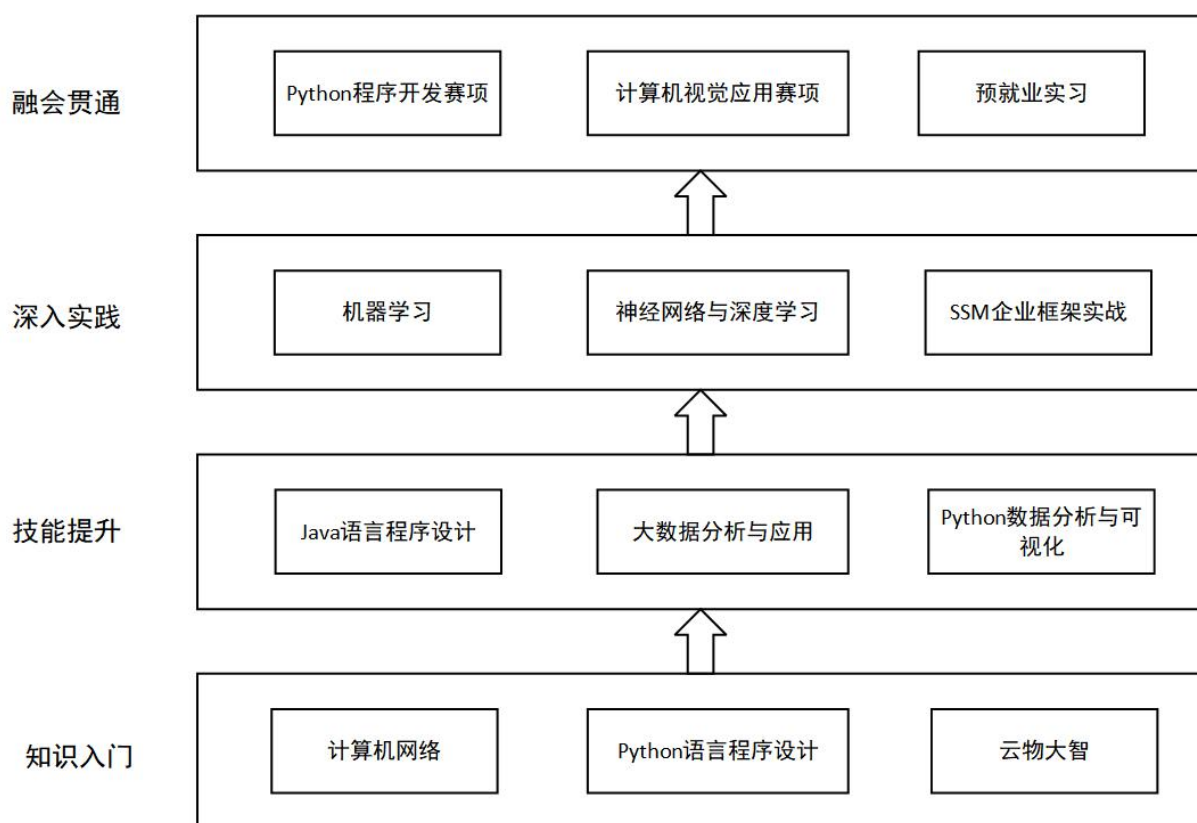 融会贯通
Python程序开发赛项
计算机视觉应用赛项
预就业实习
深入实践
机器学习
神经网络与深度学习
SSM企业框架实战
技能提升
Java语言程序设计
大数据分析与应用
Python数据分析与可
视化
知识入门
计算机网络
Python语言程序设计
云物大智